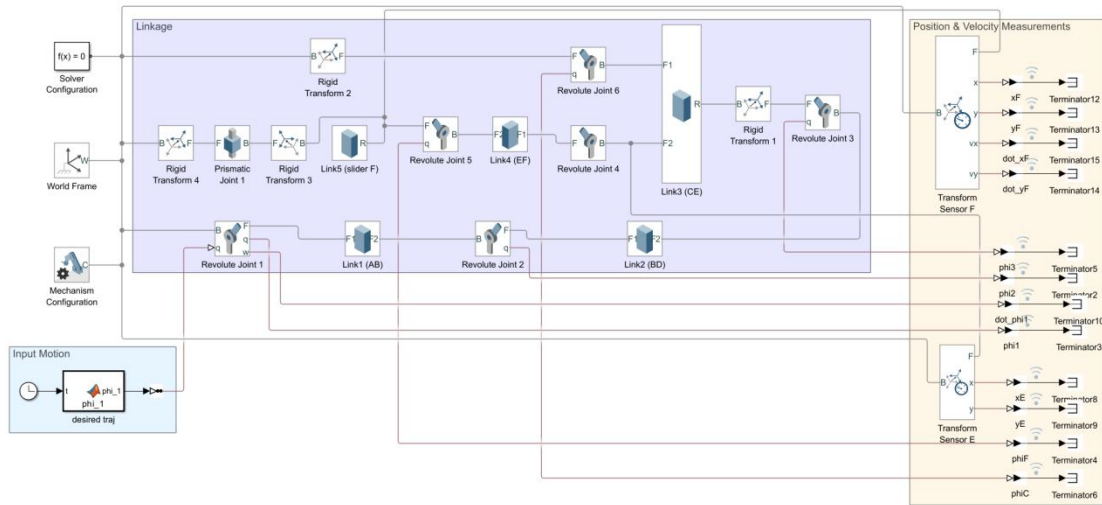 Linkage
Position & Velocity Measurements
f(x) = 0
Solver
Configuration
B F
Rigid
Transform 2
F
q
B
Revolute Joint 6
F1
F2
R
Link3 (CE)
B F
Rigid
Transform 1
F
q
B
Revolute Joint 3
W
World Frame
B F
Rigid
Transform 4
F B
Prismatic
Joint 1
F B
Rigid
Transform 3
R
Link5 (slider F)
F
q
B
Revolute Joint 5
F2 F1
Link4 (EF)
F
B
Revolute Joint 4
C
Mechanism
Configuration
B
q
F
q
w
Revolute Joint 1
F1 F2
Link1 (AB)
B
F
q
Revolute Joint 2
F1 F2
Link2 (BD)
Input Motion
t
phi_1
phi_1
desired traj
B
F
x
y
vx
vy
Transform
Sensor F
xF
Terminator12
yF
Terminator13
dot_xF
Terminator15
dot_yF
Terminator14
phi3
Terminator5
phi2
Terminator2
dot_phi1
Terminator10
phi1
Terminator3
B
F
x
y
Transform
Sensor E
xE
Terminator8
yE
Terminator9
phiF
Terminator4
phiC
Terminator6